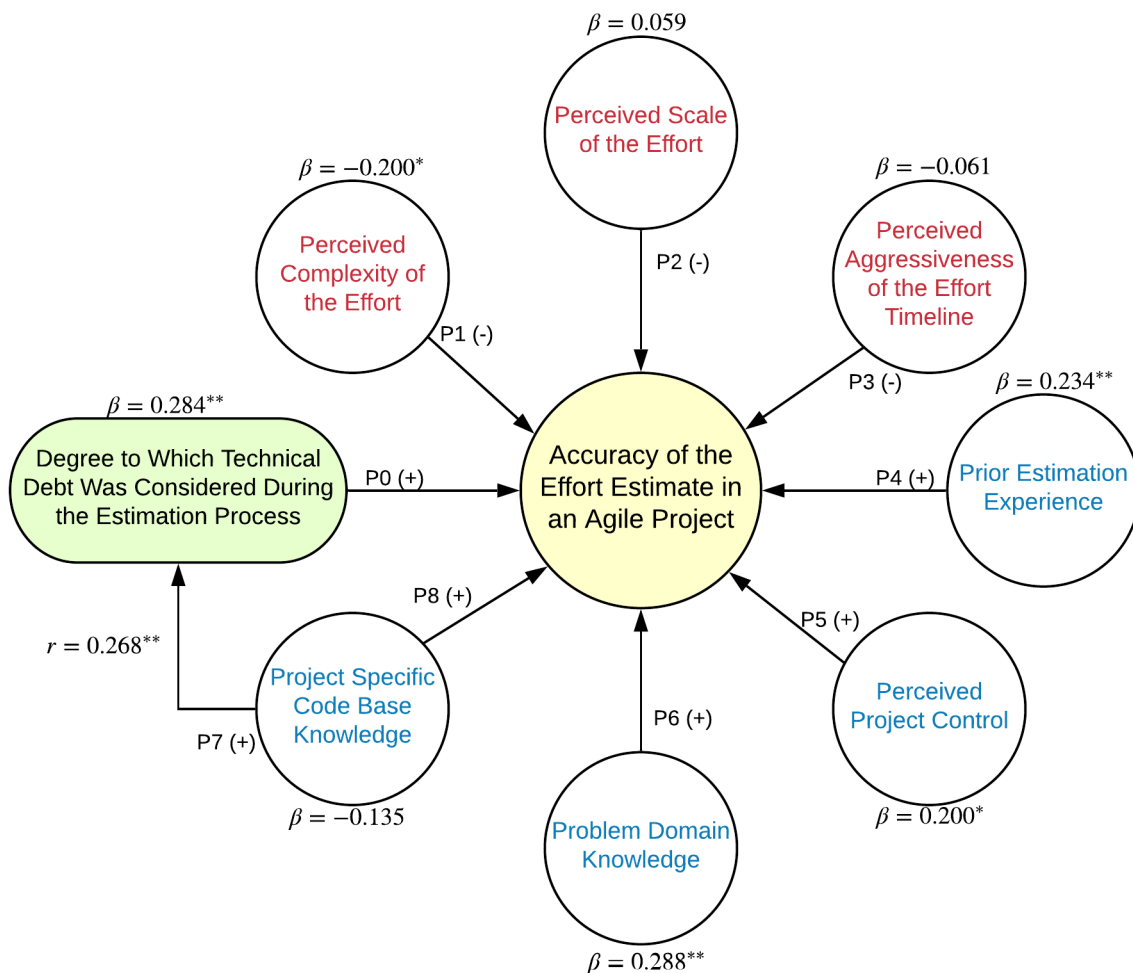 β = 0.059
Perceived Scale
of the Effort
P2 (-)
β = −0.200*
Perceived
Complexity of
the Effort
P1 (-)
β = −0.061
Perceived
Aggressiveness
of the Effort
Timeline
P3 (-)
β = 0.284**
Degree to Which Technical
Debt Was Considered During
the Estimation Process
P0 (+)
Accuracy of the
Effort Estimate in
an Agile Project
β = 0.234**
Prior Estimation
Experience
P4 (+)
r = 0.268**
P7 (+)
Project Specific
Code Base
Knowledge
P8 (+)
β = −0.135
P6 (+)
Problem Domain
Knowledge
β = 0.288**
P5 (+)
Perceived
Project Control
β = 0.200*